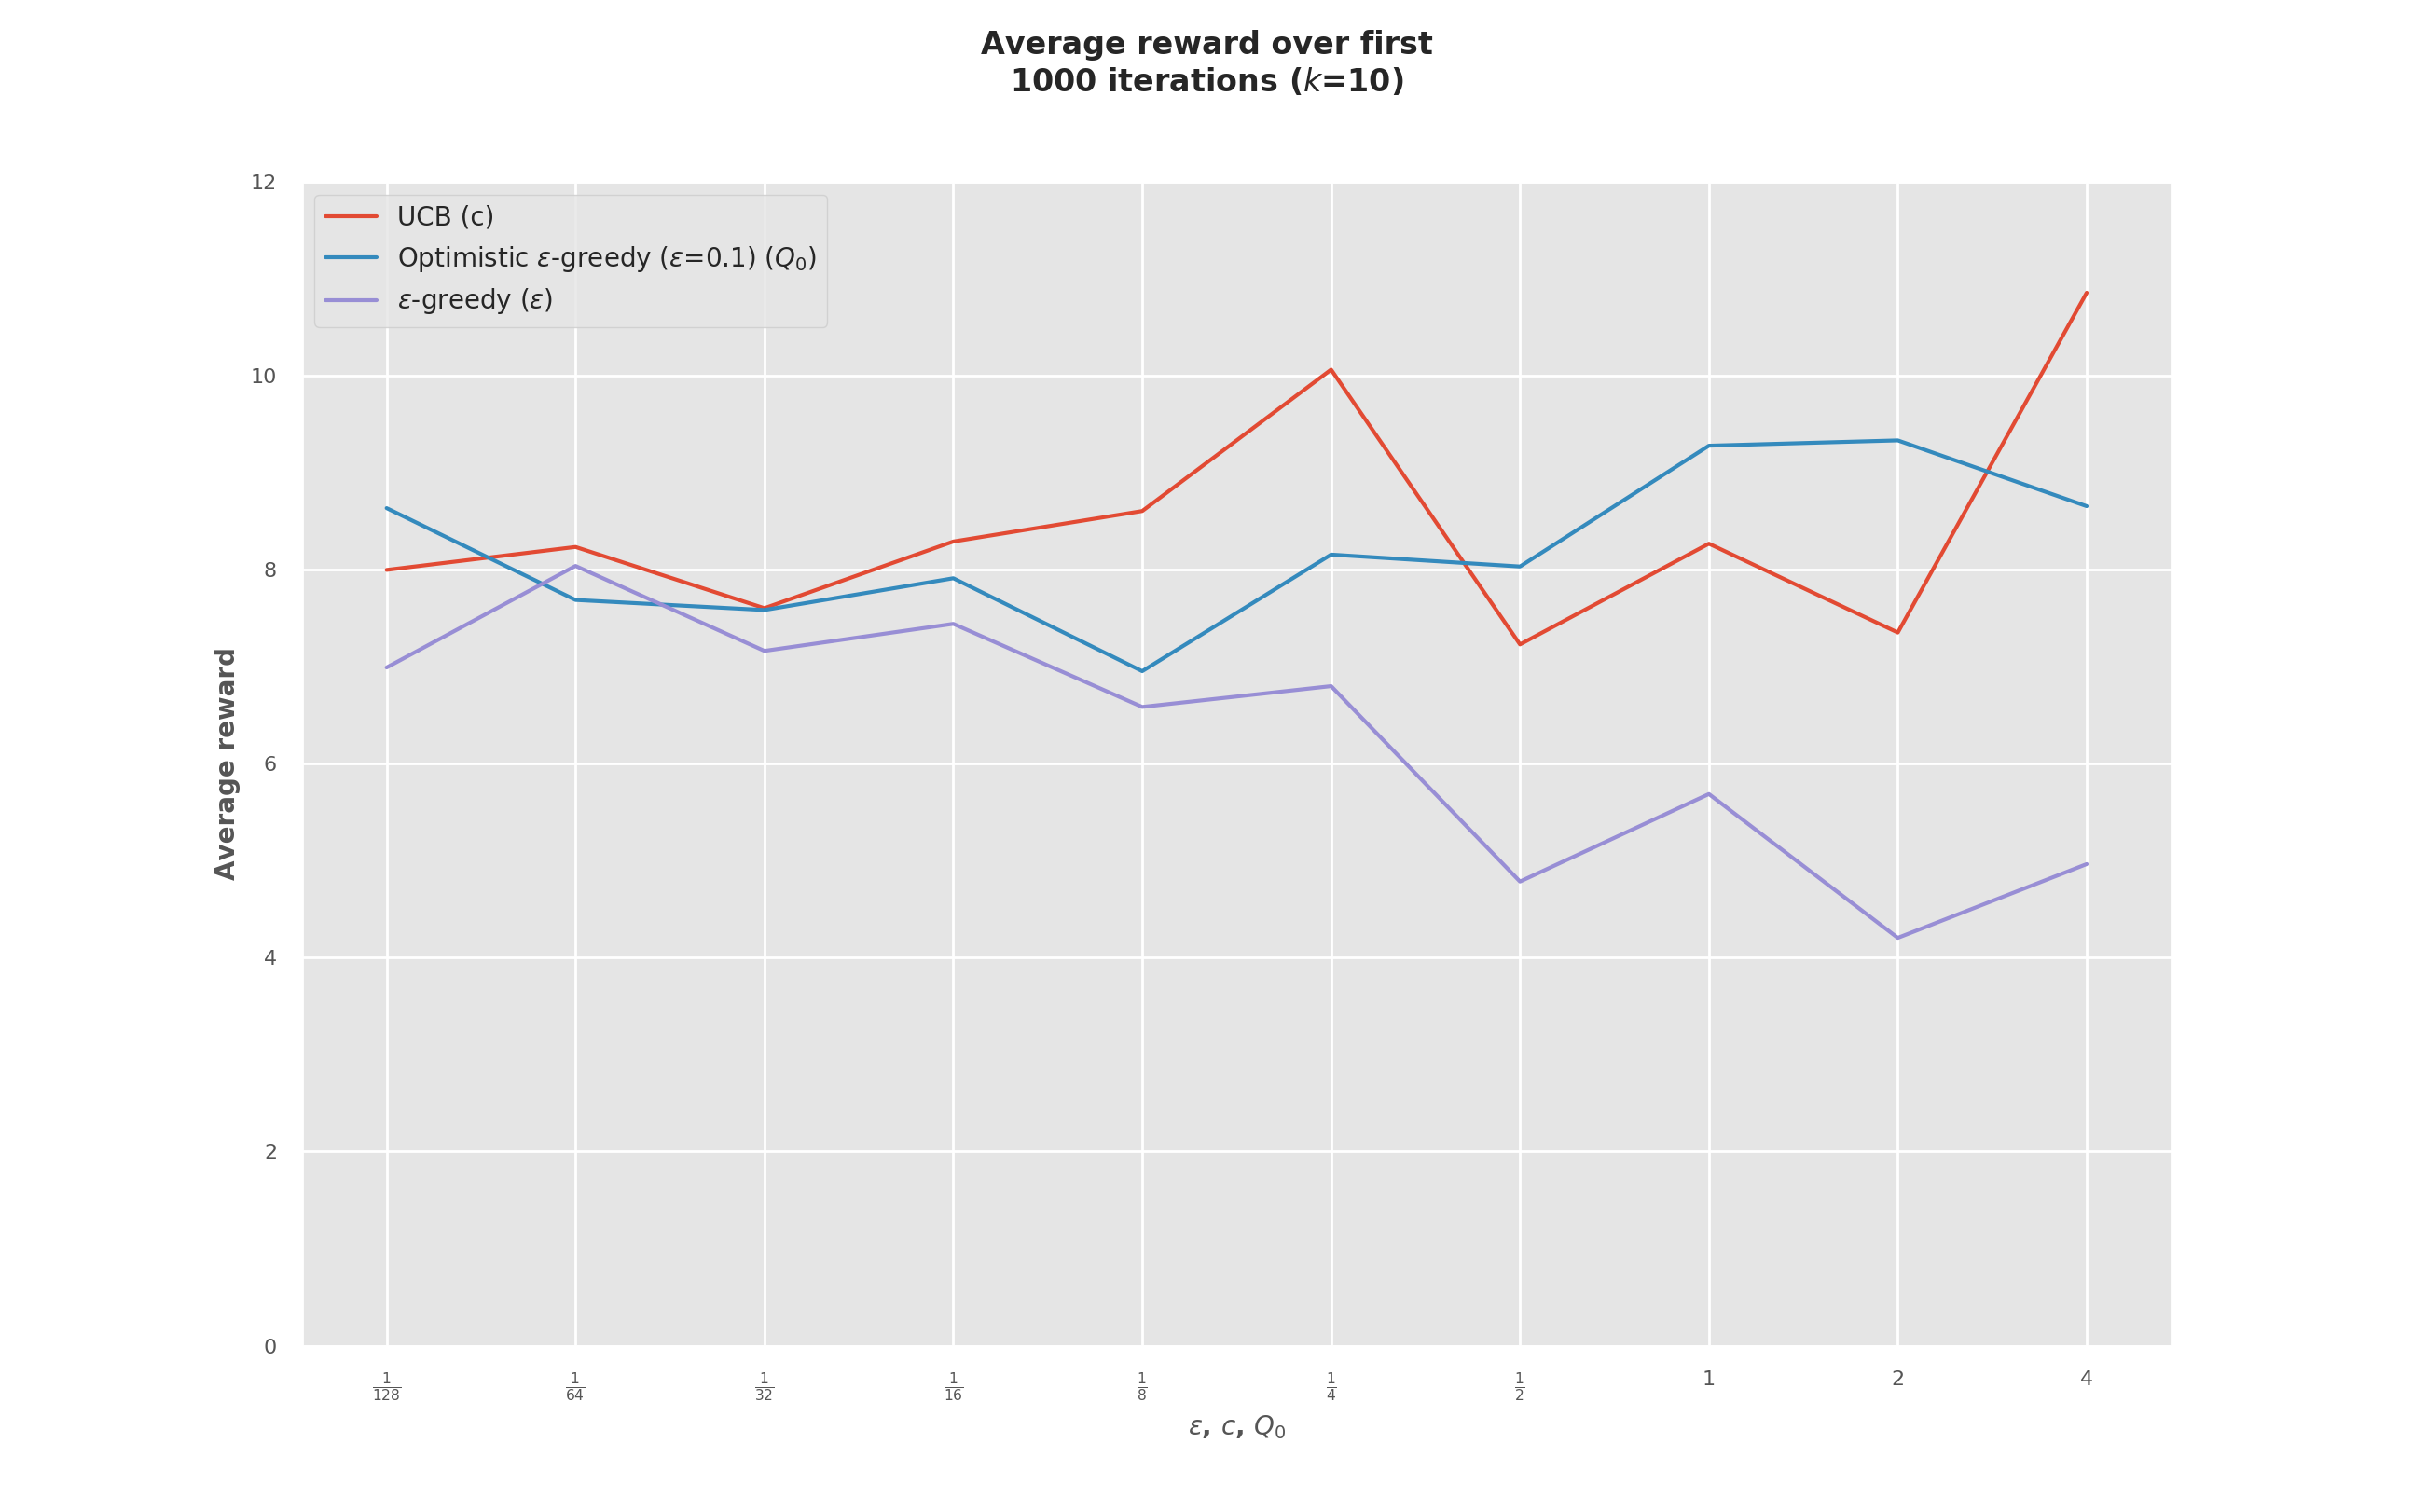 Average reward over first
1000 iterations (k=10)
12
UCB (c)
Optimistic ε-greedy (ε=0.1) (Q₀)
ε-greedy (ε)
10
8
6
4
2
0
Average reward
1/128 1/64 1/32 1/16 1/8 1/4 1/2 1 2 4
ε, c, Q₀